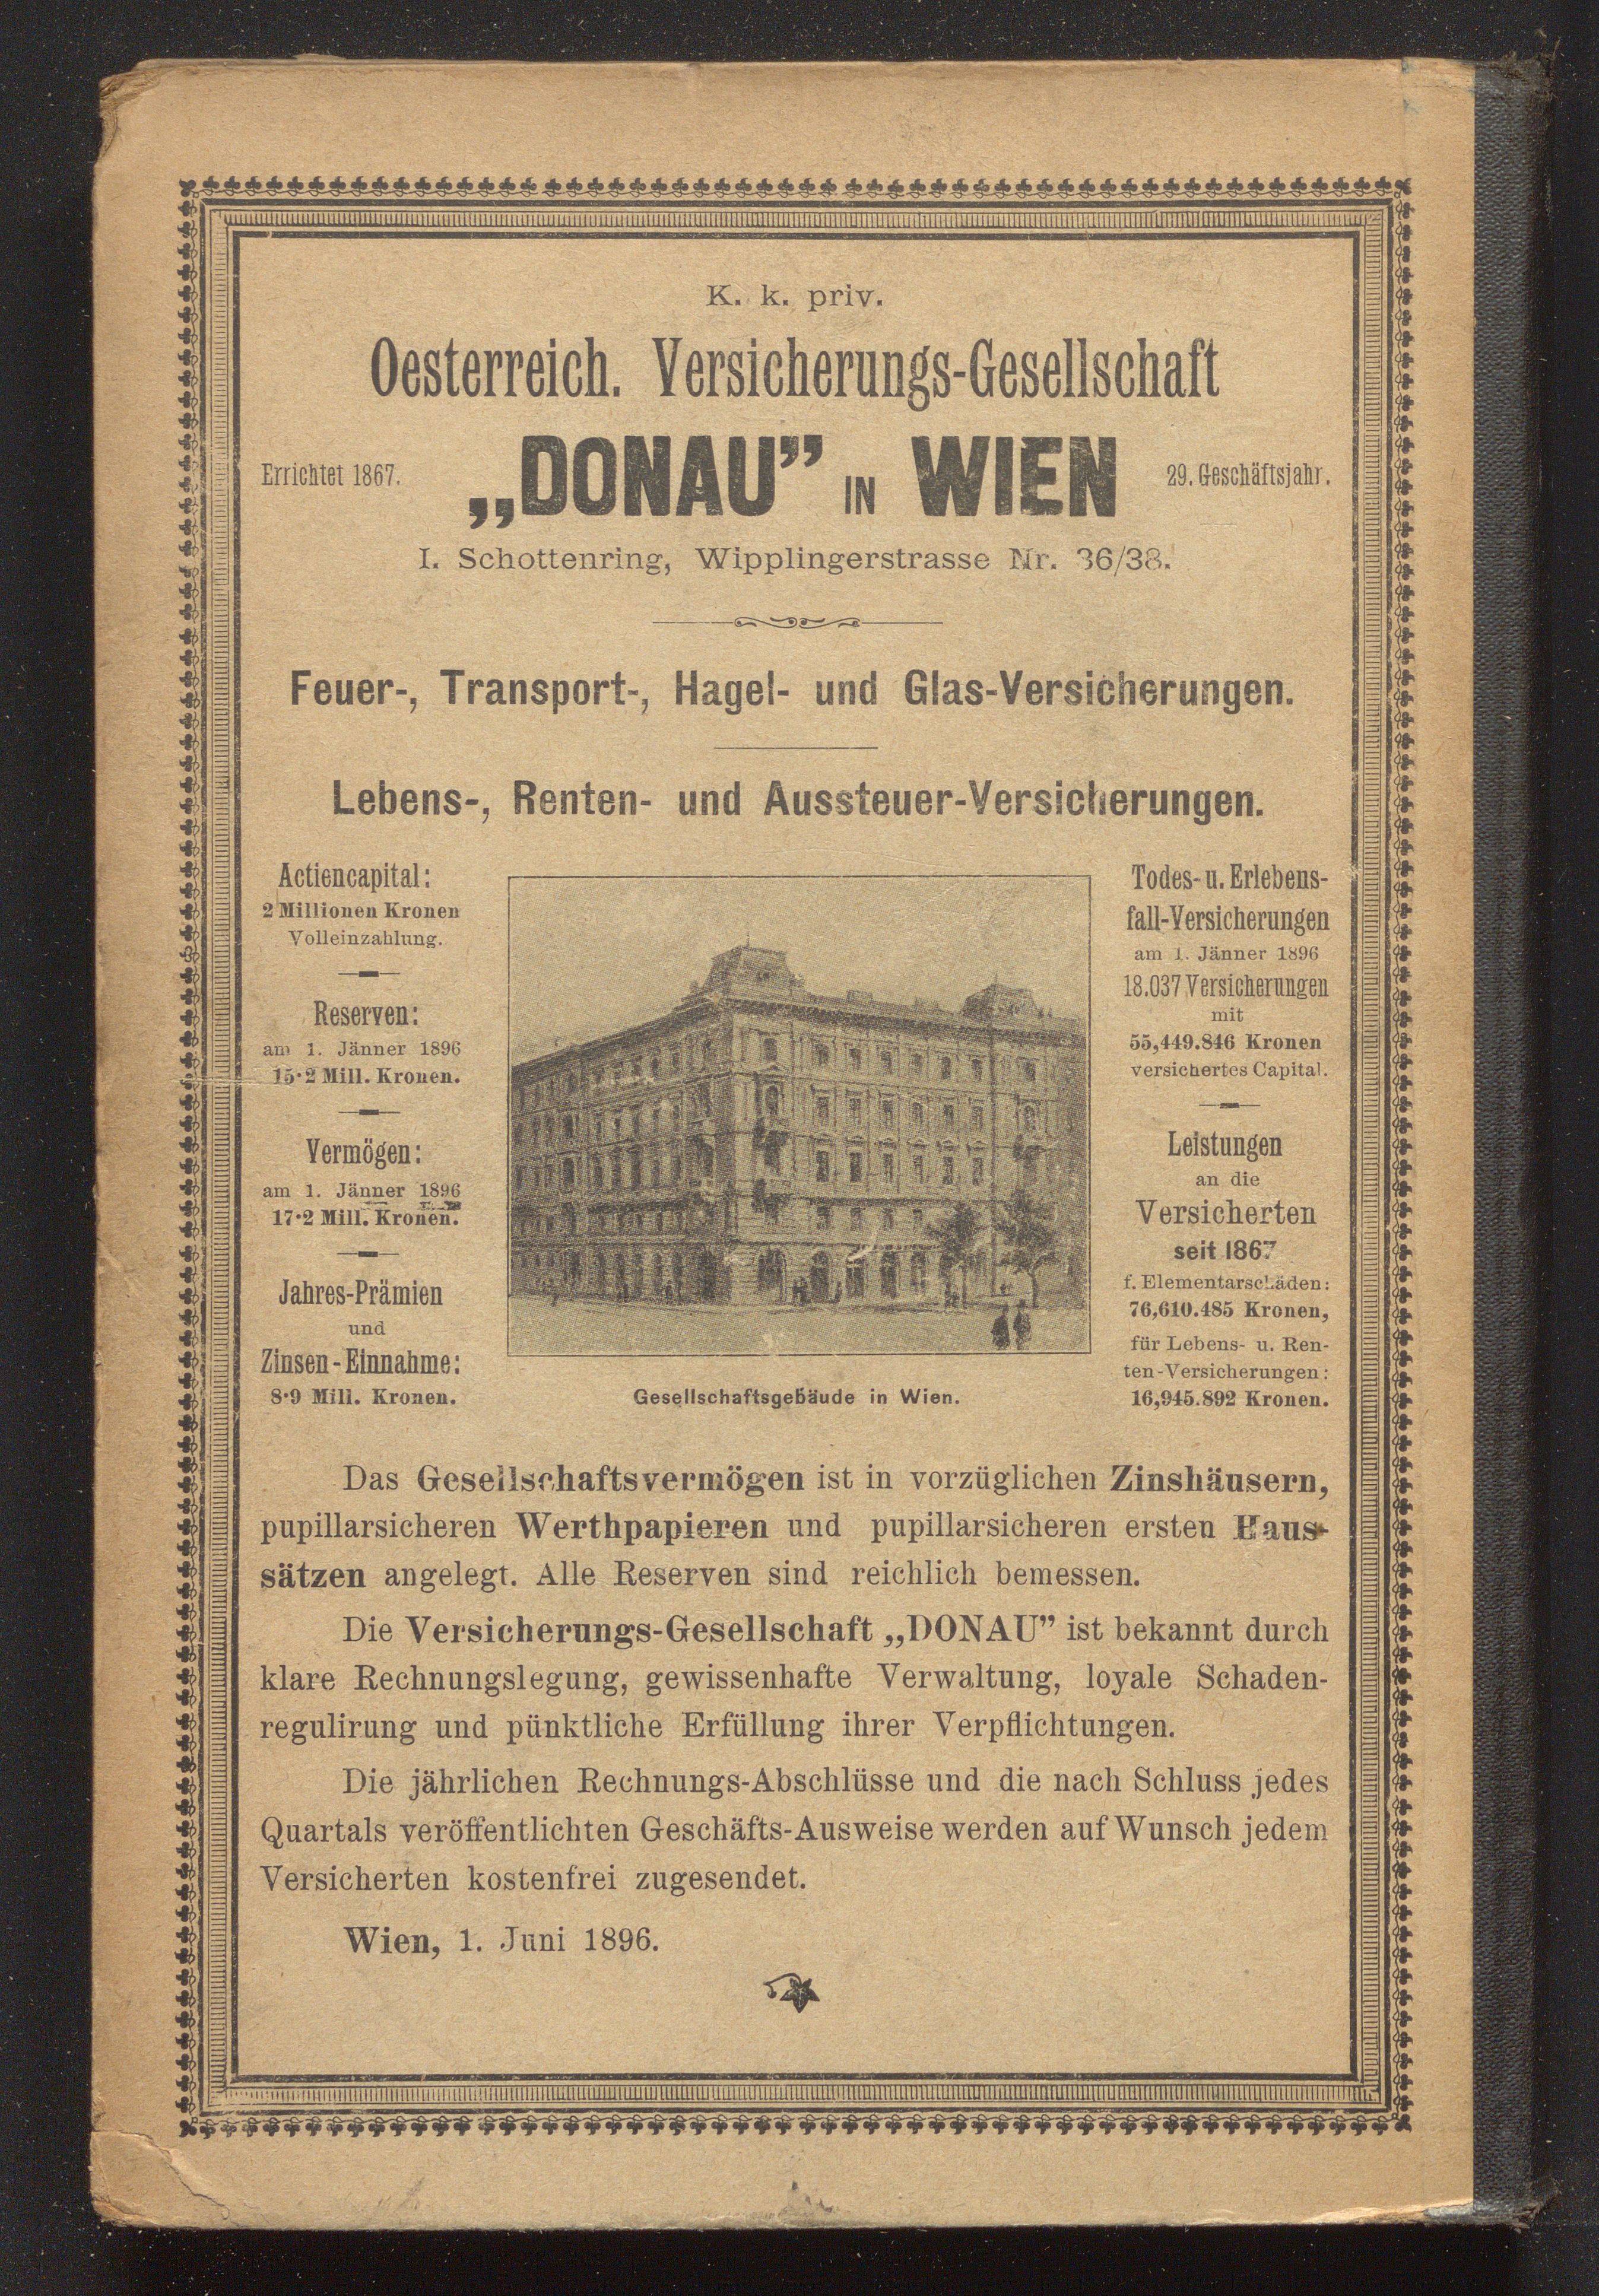 K. k. priv.
Oesterreich. Versicherungs-Gesellschaft
Errichtet 1867.
„DONAU” IN WIEN
29. Geschäftsjahr.
I. Schottenring, Wipplingerstrasse Nr. 36/38.
Feuer-, Transport-, Hagel- und Glas-Versicherungen.
Lebens-, Renten- und Aussteuer-Versicherungen.
Actiencapital:
2 Millionen Kronen
Volleinzahlung.
Reserven:
am 1. Jänner 1896
15·2 Mill. Kronen.
Vermögen:
am 1. Jänner 1896
17·2 Mill. Kronen.
Jahres-Prämien
und
Zinsen-Einnahme:
8·9 Mill. Kronen.
Gesellschaftsgebäude in Wien.
Todes- u. Erlebens-
fall-Versicherungen
am 1. Jänner 1896
18.037 Versicherungen
mit
55,449.846 Kronen
versichertes Capital.
Leistungen
an die
Versicherten
seit 1867
f. Elementarschäden:
76,610.485 Kronen,
für Lebens- u. Ren-
ten-Versicherungen:
16,945.892 Kronen.
Das Gesellschaftsvermögen ist in vorzüglichen Zinshäusern,
pupillarsicheren Werthpapieren und pupillarsicheren ersten Haus-
sätzen angelegt. Alle Reserven sind reichlich bemessen.
Die Versicherungs-Gesellschaft „DONAU” ist bekannt durch
klare Rechnungslegung, gewissenhafte Verwaltung, loyale Schaden-
regulirung und pünktliche Erfüllung ihrer Verpflichtungen.
Die jährlichen Rechnungs-Abschlüsse und die nach Schluss jedes
Quartals veröffentlichten Geschäfts-Ausweise werden auf Wunsch jedem
Versicherten kostenfrei zugesendet.
Wien, 1. Juni 1896.